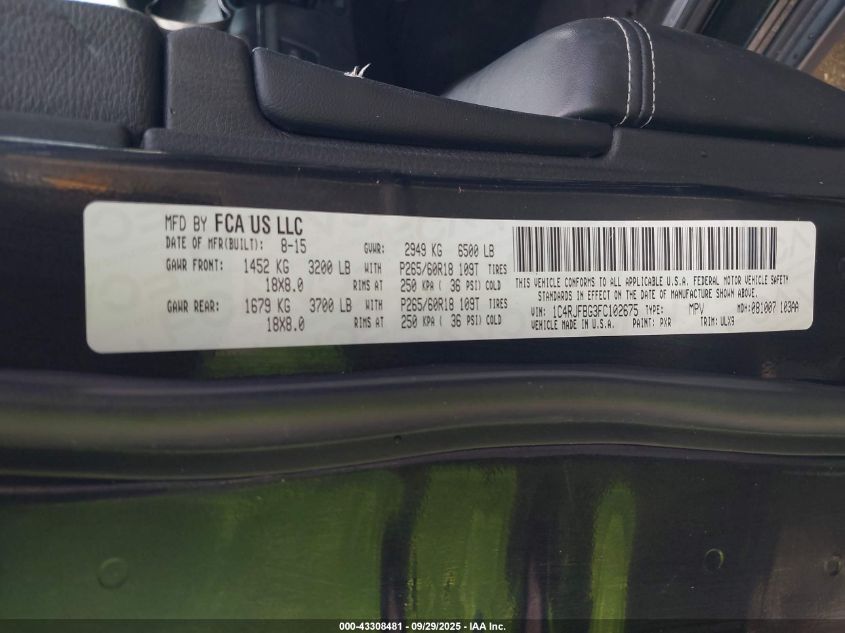 MFD BY FCA US LLC
DATE OF MFR(BUILT): 8-15 GVWR: 2949 KG 6500 LB
GAWR FRONT: 1452 KG 3200 LB WITH P265/60R18 109T TIRES
18X8.0 RIMS AT 250 KPA ( 36 PSI) COLD
GAWR REAR: 1679 KG 3700 LB WITH P265/60R18 109T TIRES
18X8.0 RIMS AT 250 KPA ( 36 PSI) COLD
THIS VEHICLE CONFORMS TO ALL APPLICABLE U.S.A. FEDERAL MOTOR VEHICLE SAFETY
STANDARDS IN EFFECT ON THE DATE OF MANUFACTURE SHOWN ABOVE.
VIN: 1C4RJFBG3FC102675 TYPE: MPV MDH:081007 103AA
VEHICLE MADE IN U.S.A. PAINT: PXR TRIM: ULX9
000-43308481 - 09/29/2025 - IAA Inc.